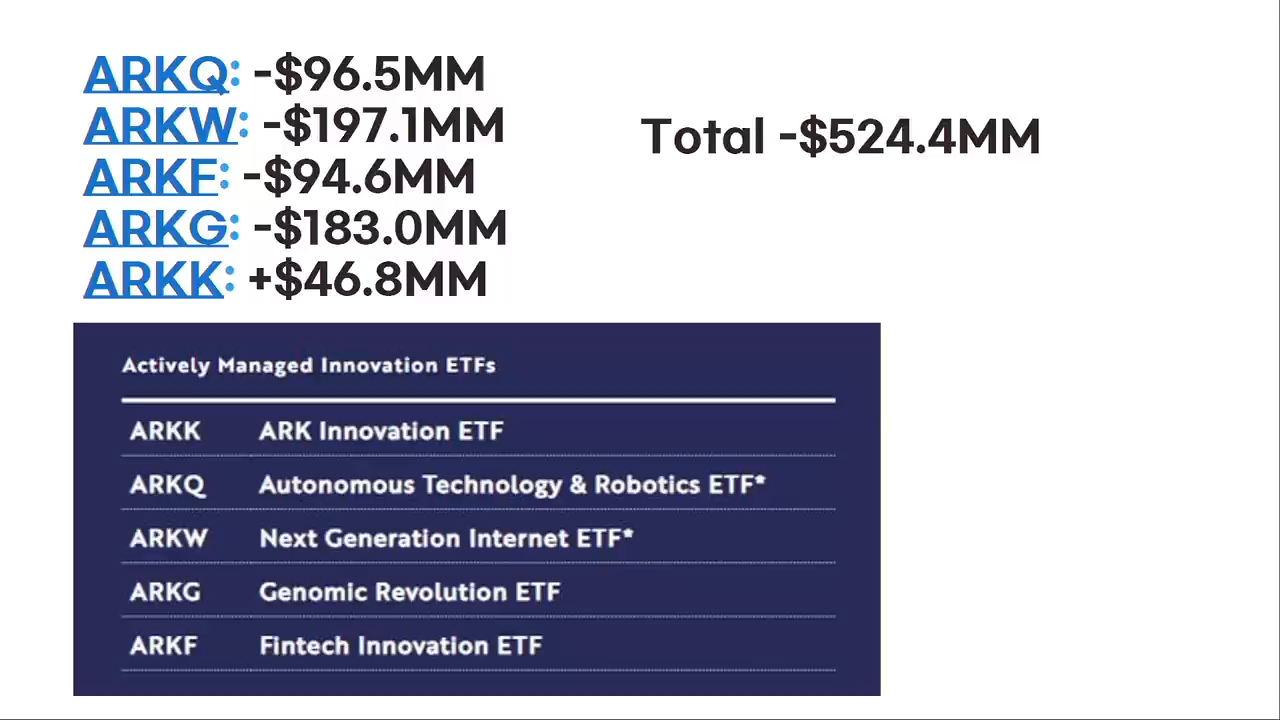 ARKQ: -$96.5MM
ARKW: -$197.1MM
ARKF: -$94.6MM
ARKG: -$183.0MM
ARKK: +$46.8MM
Total -$524.4MM
Actively Managed Innovation ETFs
ARKK ARK Innovation ETF
ARKQ Autonomous Technology & Robotics ETF*
ARKW Next Generation Internet ETF*
ARKG Genomic Revolution ETF
ARKF Fintech Innovation ETF